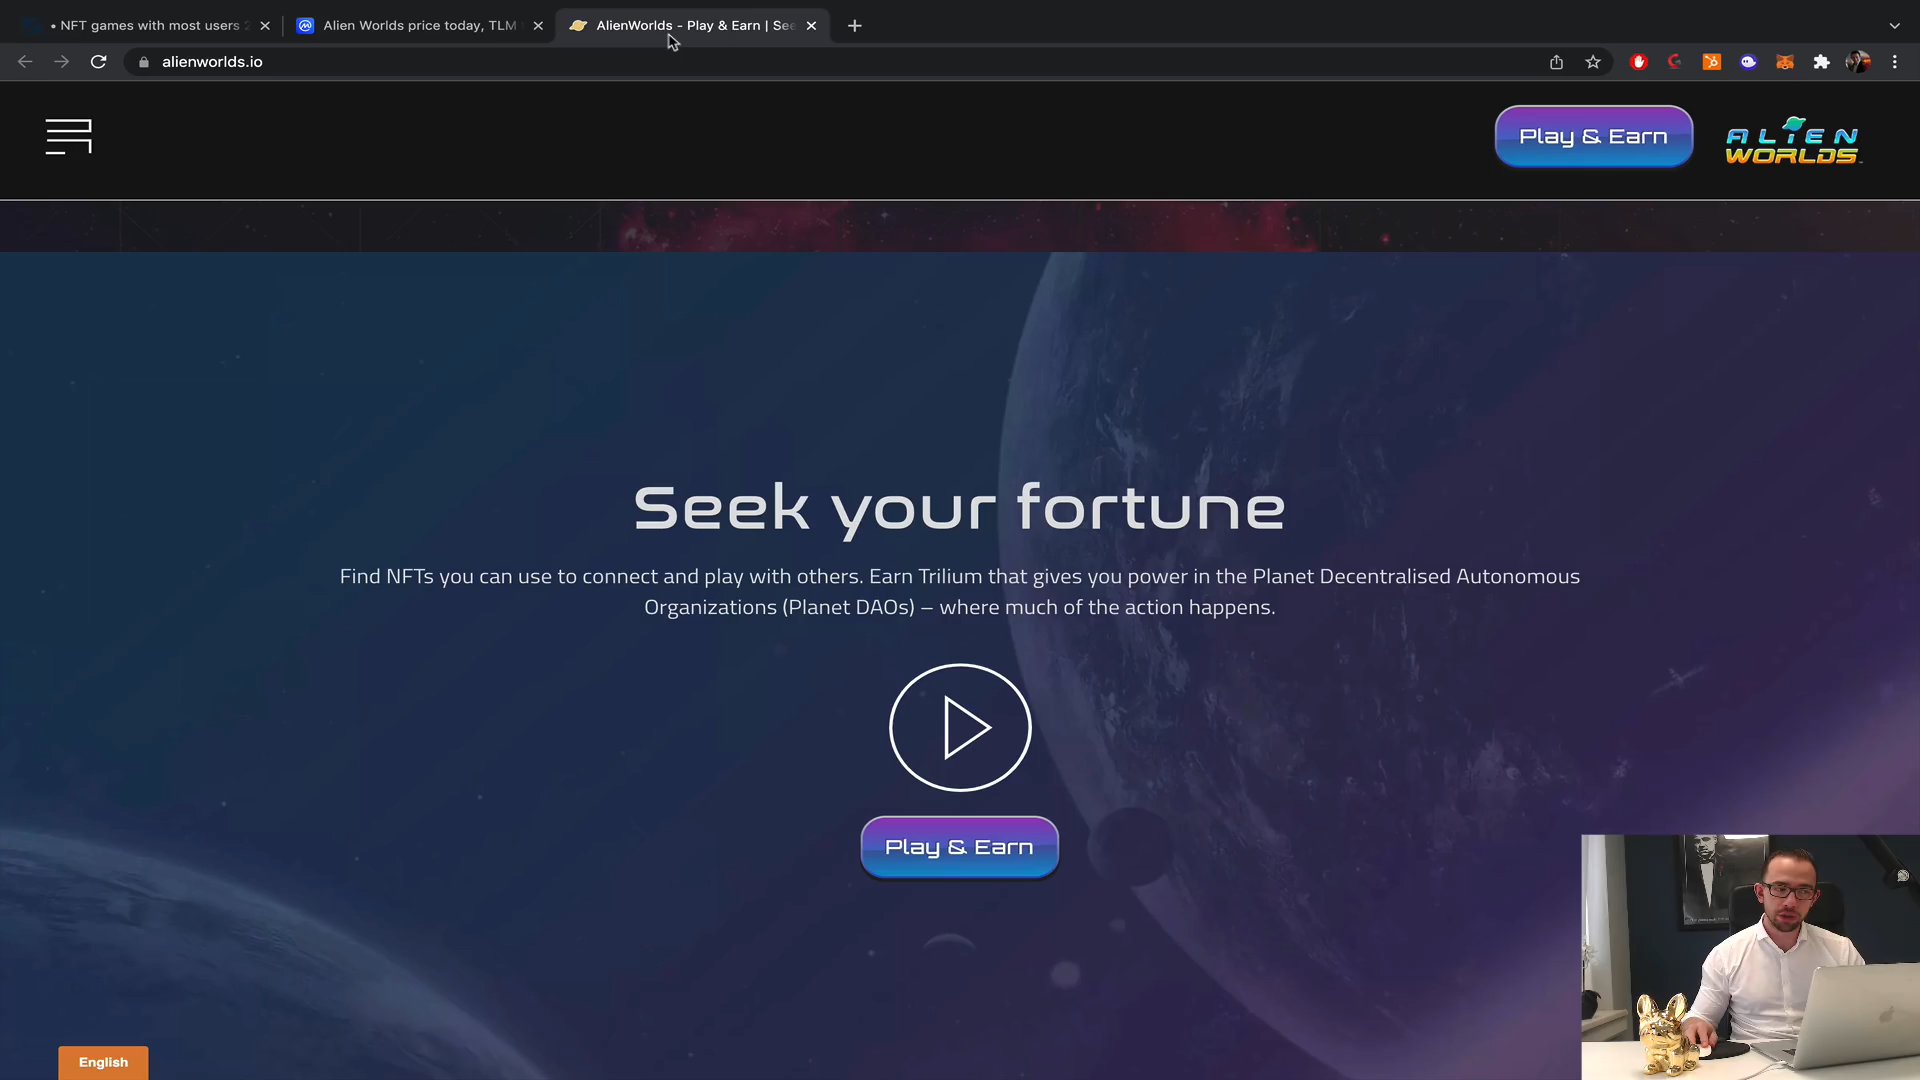 • NFT games with most users 2
Alien Worlds price today, TLM
AlienWorlds - Play & Earn | See
alienworlds.io
Play & Earn
ALIEN
WORLDS
Seek your fortune
Find NFTs you can use to connect and play with others. Earn Trilium that gives you power in the Planet Decentralised Autonomous
Organizations (Planet DAOs) – where much of the action happens.
Play & Earn
English